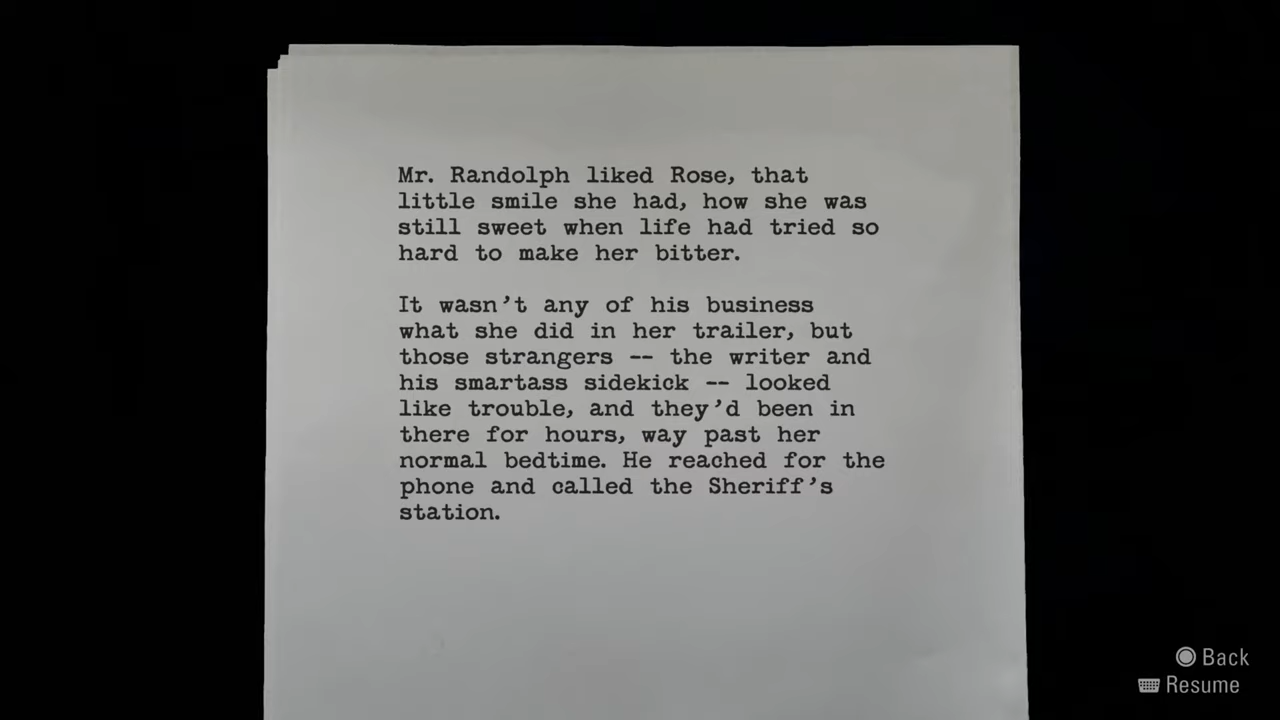 Mr. Randolph liked Rose, that
little smile she had, how she was
still sweet when life had tried so
hard to make her bitter.
It wasn't any of his business
what she did in her trailer, but
those strangers -- the writer and
his smartass sidekick -- looked
like trouble, and they'd been in
there for hours, way past her
normal bedtime. He reached for the
phone and called the Sheriff's
station.
Back
Resume